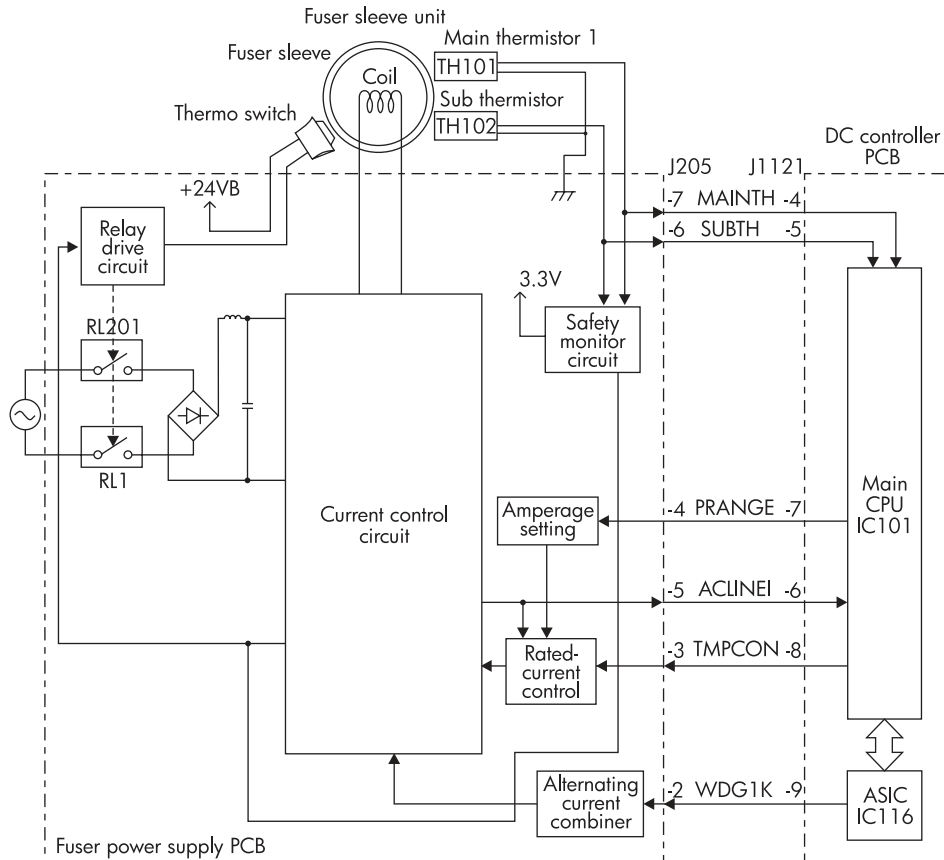 Fuser sleeve unit
Fuser sleeve
Main thermistor 1
TH101
Coil
Sub thermistor
TH102
Thermo switch
DC controller
PCB
J205 J1121
+24VB
-7 MAINTH -4
-6 SUBTH -5
Relay
drive
circuit
3.3V
Safety
monitor
circuit
RL201
RL1
Current control
circuit
Amperage
setting
-4 PRANGE -7
Main
CPU
IC101
-5 ACLINEI -6
Rated-
current
control
-3 TMPCON -8
Alternating
current
combiner
-2 WDG1K -9
ASIC
IC116
Fuser power supply PCB